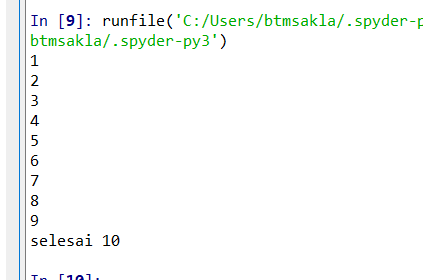 In [9]: runfile('C:/Users/btmsakla/.spyder-p
btmsakla/.spyder-py3')
1
2
3
4
5
6
7
8
9
selesai 10
In [10]: